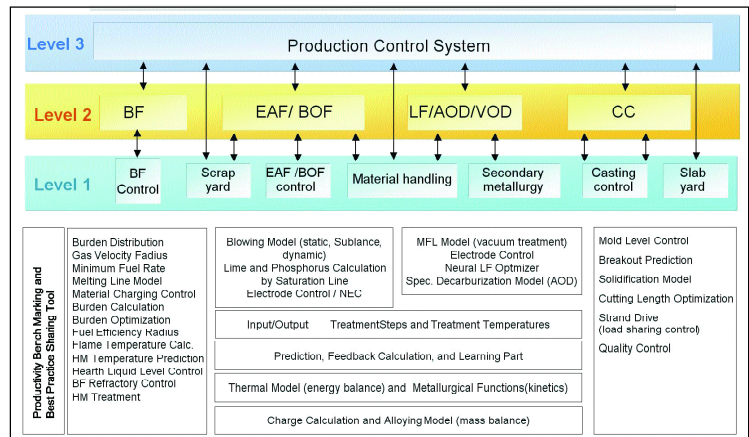 Level 3
Production Control System
Level 2
BF
EAF/ BOF
LF/AOD/VOD
CC
Level 1
BF
Control
Scrap
yard
EAF /BOF
control
Material handling
Secondary
metallurgy
Casting
control
Slab
yard
Productivity Bench Marking and
Best Practice Sharing Tool
Burden Distribution
Gas Velocity Fadius
Minimum Fuel Rate
Melting Line Model
Material Charging Control
Burden Calculation
Burden Optimization
Fuel Efficiency Radius
Flame Temperature Calc.
HM Temperature Prediction
Hearth Liquid Level Control
BF Refractory Control
HM Treatment
Blowing Model (static, Sublance,
dynamic)
Lime and Phosphorus Calculation
by Saturation Line
Electrode Control / NEC
MFL Model (vacuum treatment)
Electrode Control
Neural LF Optmizer
Spec. Decarburization Model (AOD)
Input/Output TreatmentSteps and Treatment Temperatures
Prediction, Feedback Calculation, and Learning Part
Thermal Model (energy balance) and Metallurgical Functions(kinetics)
Charge Calculation and Alloying Model (mass balance)
Mold Level Control
Breakout Prediction
Solidification Model
Cutting Length Optimization
Strand Drive
(load sharing control)
Quality Control